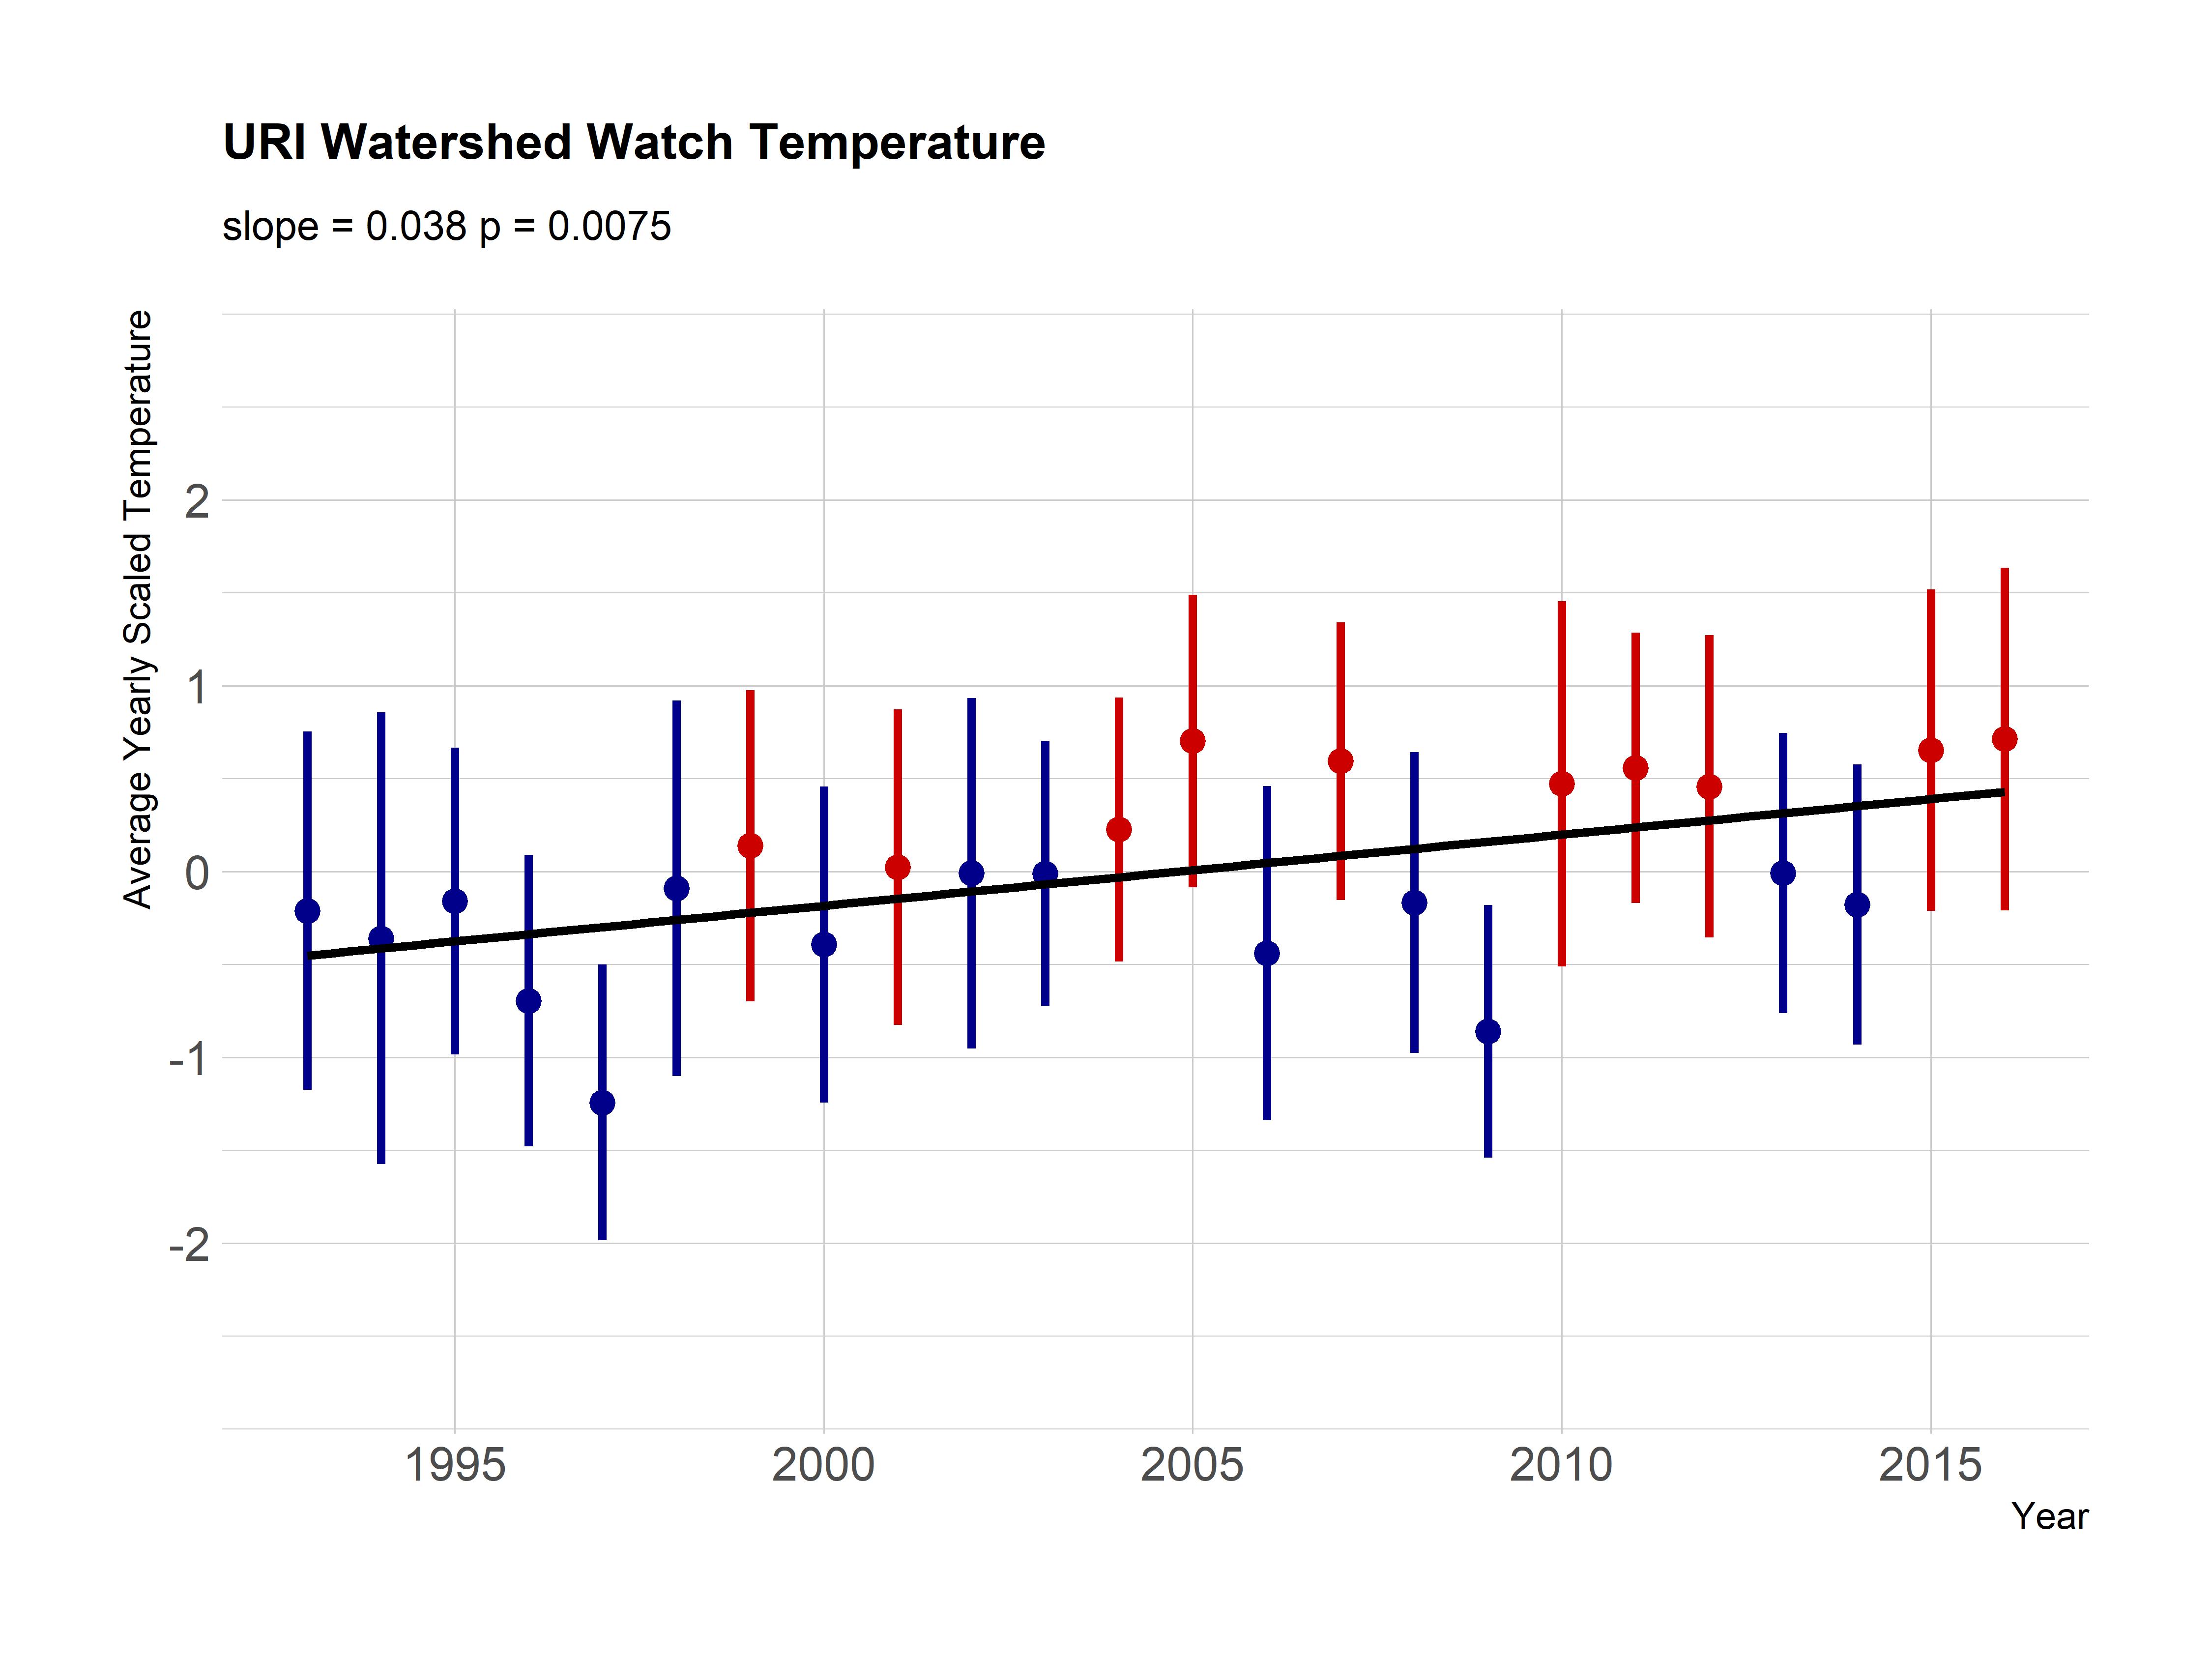 URI Watershed Watch Temperature
slope = 0.038 p = 0.0075
Average Yearly Scaled Temperature
2
1
0
-1
-2
1995 2000 2005 2010 2015
Year